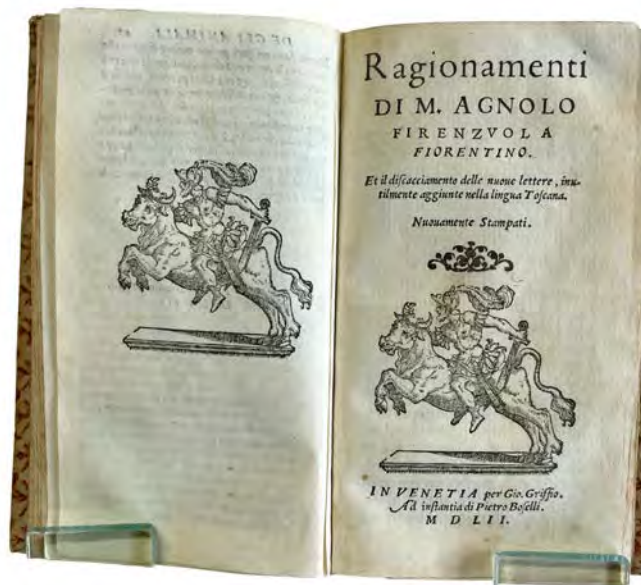 Ragionamenti
DI M. AGNOLO
FIRENZVOLA
FIORENTINO.
Et il discacciamento delle nuoue lettere, inu-
tilmente aggiunte nella lingua Toscana.
Nuouamente Stampati.
IN VENETIA per Gio. Griffio.
Ad instantia di Pietro Boselli.
M D LII.